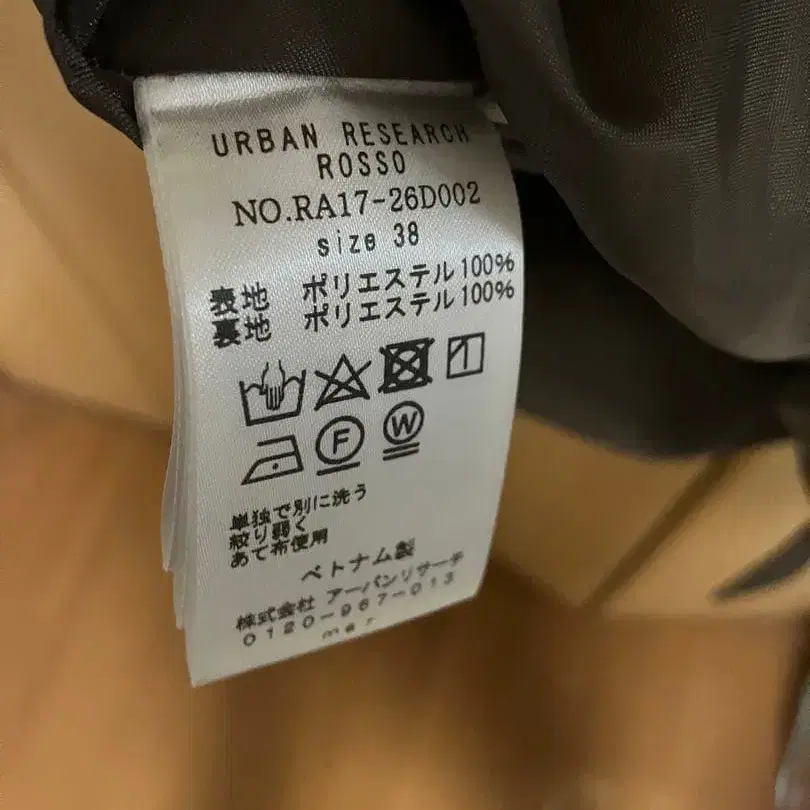 URBAN RESEARCH
ROSSO
NO.RA17-26D002
size 38
表地 ポリエステル100%
裏地 ポリエステル100%
F W
単独で別に洗う
絞り弱く
あて布使用
ベトナム製
株式会社 アーバンリサーチ
0120-967-013
mar